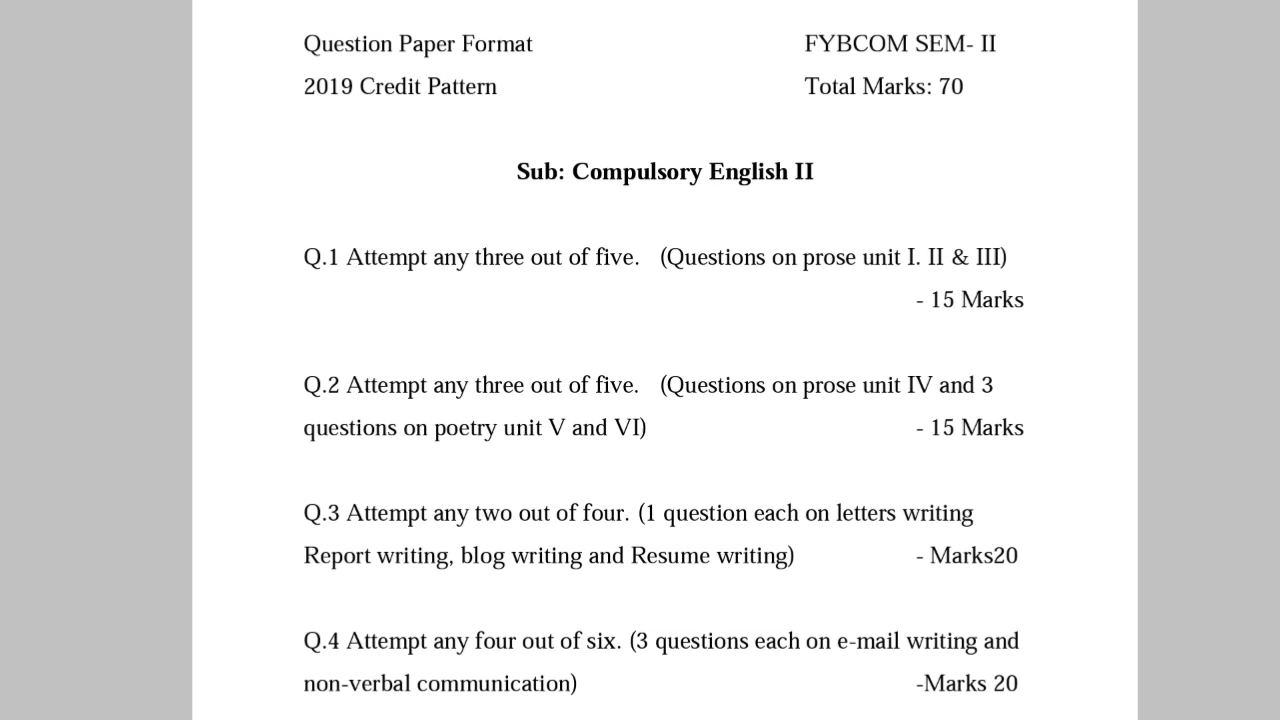 Question Paper Format FYBCOM SEM- II
2019 Credit Pattern Total Marks: 70
Sub: Compulsory English II
Q.1 Attempt any three out of five. (Questions on prose unit I. II & III)
- 15 Marks
Q.2 Attempt any three out of five. (Questions on prose unit IV and 3
questions on poetry unit V and VI) - 15 Marks
Q.3 Attempt any two out of four. (1 question each on letters writing
Report writing, blog writing and Resume writing) - Marks20
Q.4 Attempt any four out of six. (3 questions each on e-mail writing and
non-verbal communication) -Marks 20